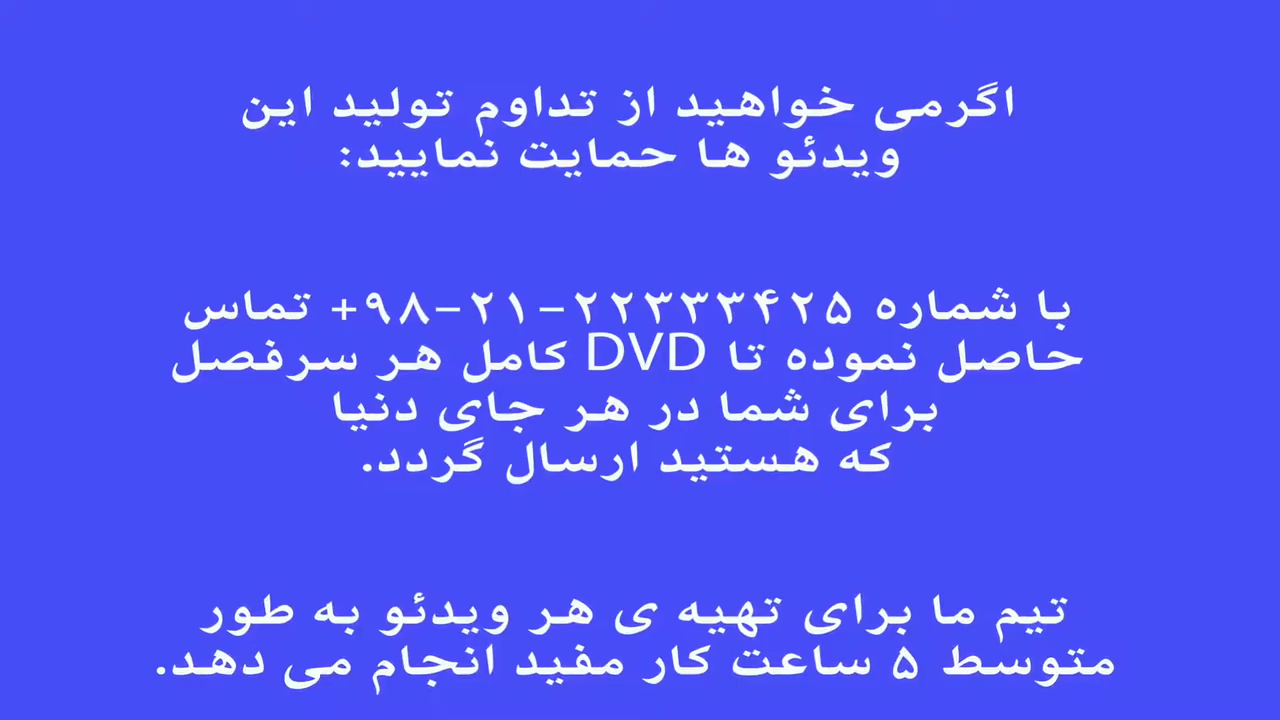 اگرمی خواهید از تداوم تولید این
ویدئو ها حمایت نمایید:
با شماره ۲۲۳۳۳۴۲۵-۲۱-۹۸+ تماس
حاصل نموده تا DVD کامل هر سرفصل
برای شما در هر جای دنیا
که هستید ارسال گردد.
تیم ما برای تهیه ی هر ویدئو به طور
متوسط ۵ ساعت کار مفید انجام می دهد.